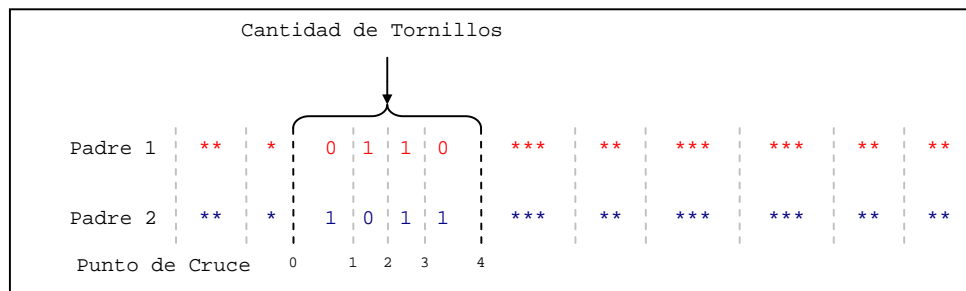 Cantidad de Tornillos
Padre 1 ** * 0 1 1 0 *** ** *** *** ** **
Padre 2 ** * 1 0 1 1 *** ** *** *** ** **
Punto de Cruce 0 1 2 3 4